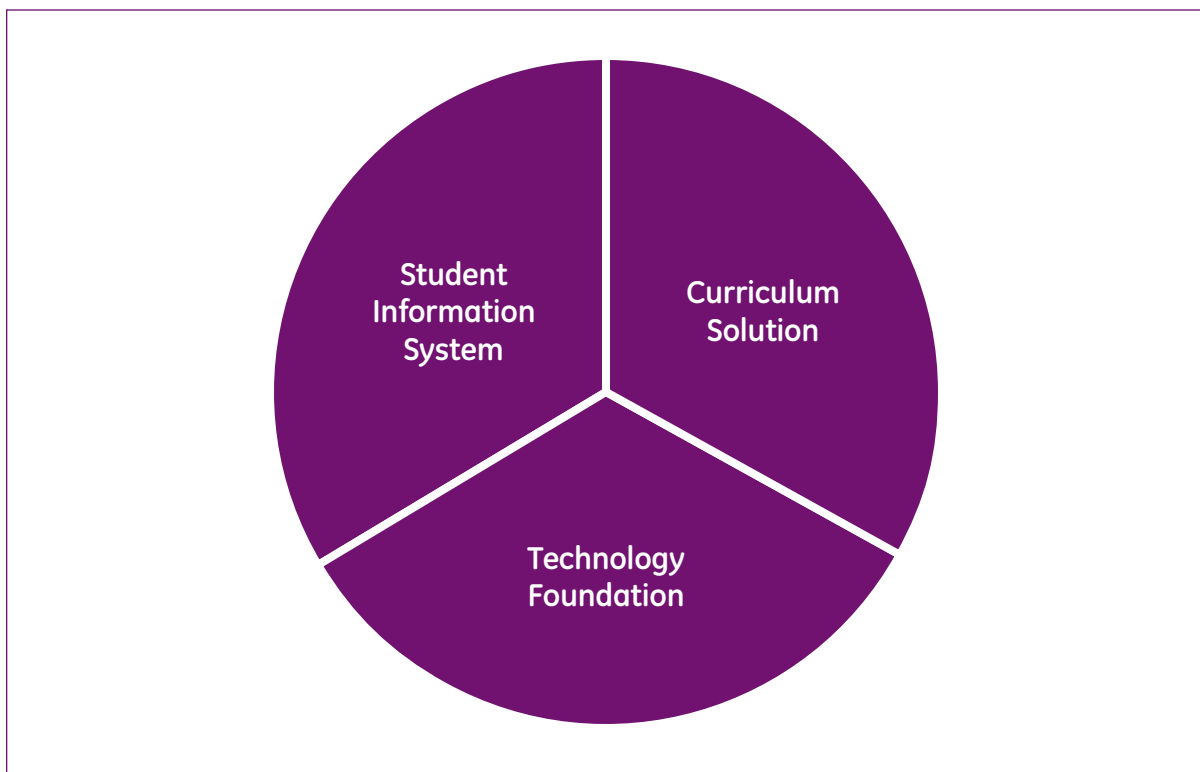 Student
Information
System
Curriculum
Solution
Technology
Foundation